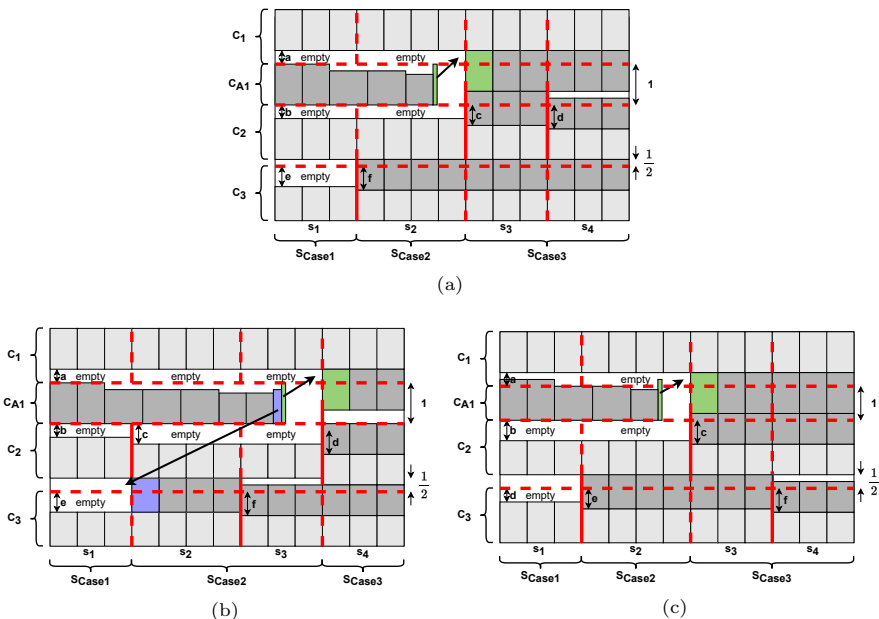 C1
a empty empty
CA1
1
b empty empty
C2
c d
1/2
e empty f
C3
s1 s2 s3 s4
SCase1 SCase2 SCase3
(a)
C1
a empty empty empty
CA1
1
b empty c empty empty
C2
d
1/2
e empty f
C3
s1 s2 s3 s4
SCase1 SCase2 SCase3
(b)
C1
a empty empty
CA1
1
b empty empty
C2
c
1/2
d empty e f
C3
s1 s2 s3 s4
SCase1 SCase2 SCase3
(c)